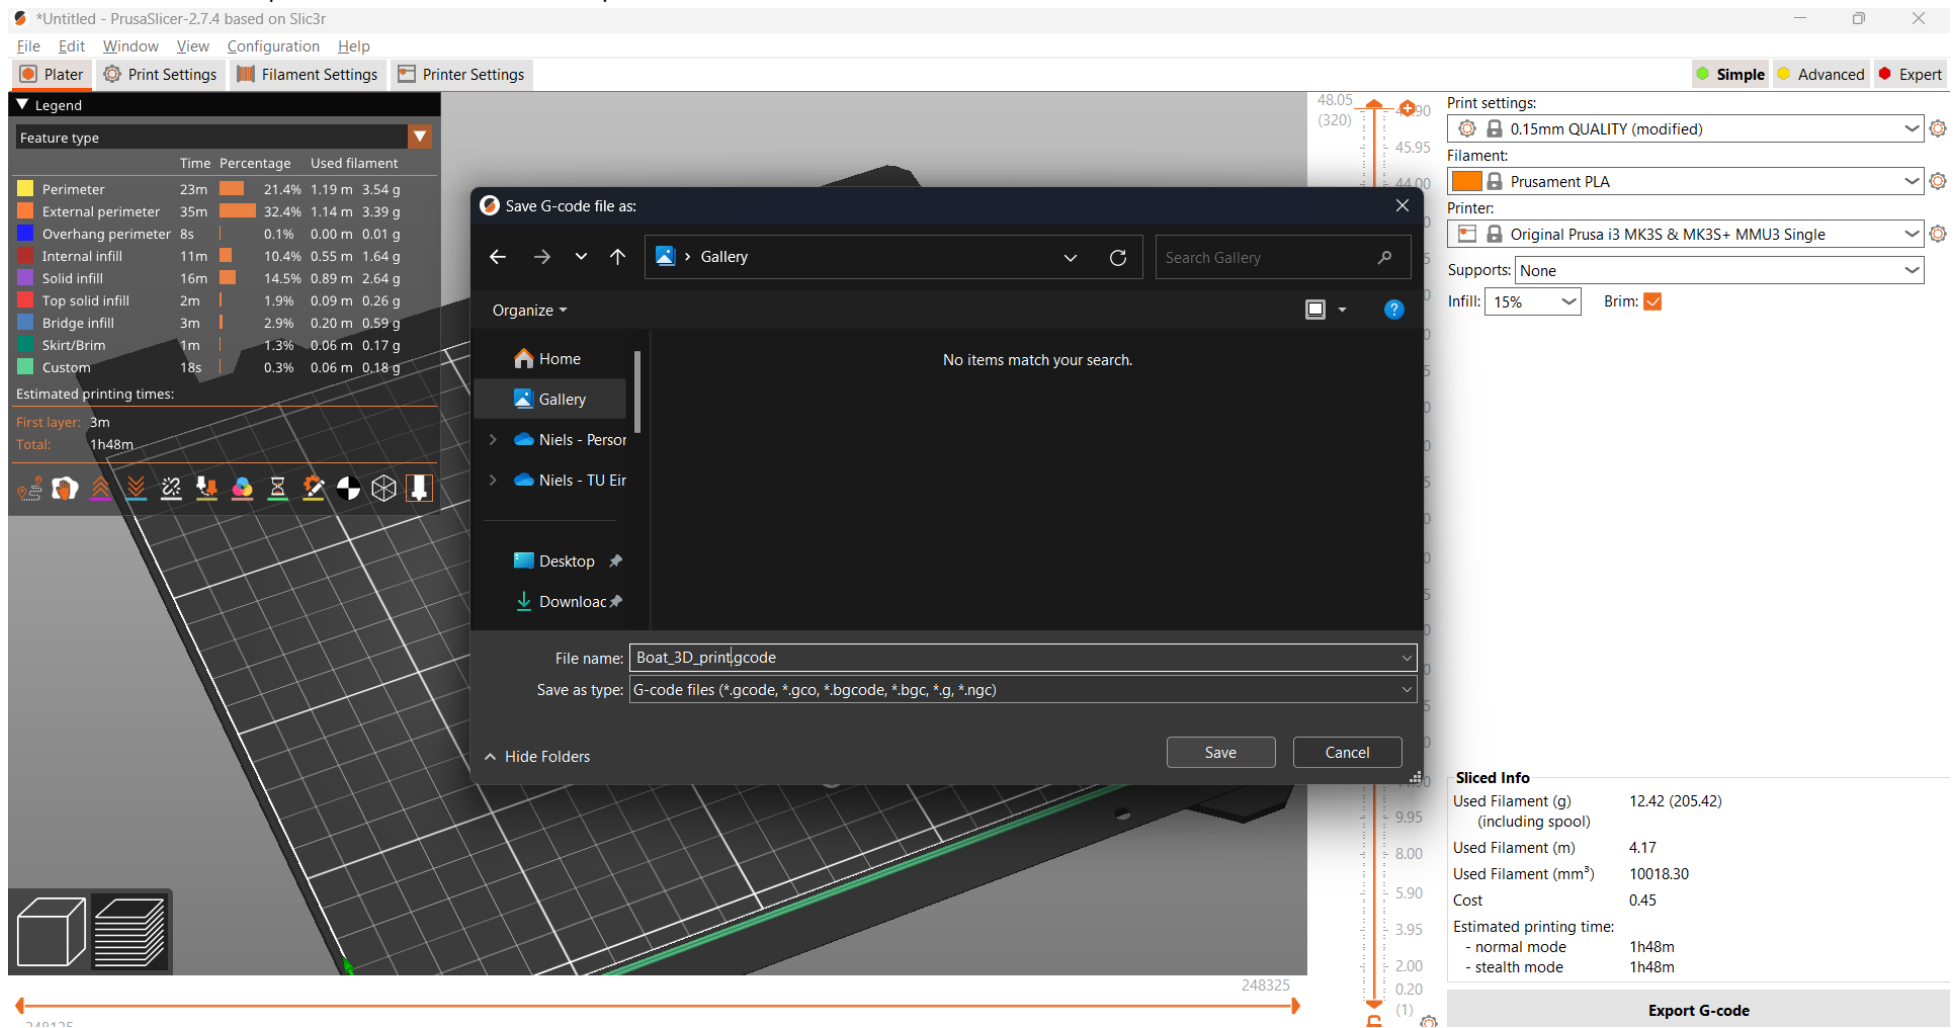 *Untitled - PrusaSlicer-2.7.4 based on Slic3r
File Edit Window View Configuration Help
Plater Print Settings Filament Settings Printer Settings
Simple Advanced Expert
Legend
Feature type
Time Percentage Used filament
Perimeter 23m 21.4% 1.19 m 3.54 g
External perimeter 35m 32.4% 1.14 m 3.39 g
Overhang perimeter 8s 0.1% 0.00 m 0.01 g
Internal infill 11m 10.4% 0.55 m 1.64 g
Solid infill 16m 14.5% 0.89 m 2.64 g
Top solid infill 2m 1.9% 0.09 m 0.26 g
Bridge infill 3m 2.9% 0.20 m 0.59 g
Skirt/Brim 1m 1.3% 0.06 m 0.17 g
Custom 18s 0.3% 0.06 m 0.18 g
Estimated printing times:
First layer: 3m
Total: 1h48m
Save G-code file as:
Gallery
Search Gallery
Organize
Home
Gallery
Niels - Persor
Niels - TU Eir
Desktop
Downloac
No items match your search.
File name: Boat_3D_print.gcode
Save as type: G-code files (*.gcode, *.gco, *.bgcode, *.bgc, *.g, *.ngc)
Hide Folders
Save Cancel
48.05
(320)
45.95
44.00
9.95
8.00
5.90
3.95
2.00
0.20
(1)
248325
Print settings:
0.15mm QUALITY (modified)
Filament:
Prusament PLA
Printer:
Original Prusa i3 MK3S & MK3S+ MMU3 Single
Supports: None
Infill: 15% Brim:
Sliced Info
Used Filament (g) 12.42 (205.42)
(including spool)
Used Filament (m) 4.17
Used Filament (mm³) 10018.30
Cost 0.45
Estimated printing time:
- normal mode 1h48m
- stealth mode 1h48m
Export G-code